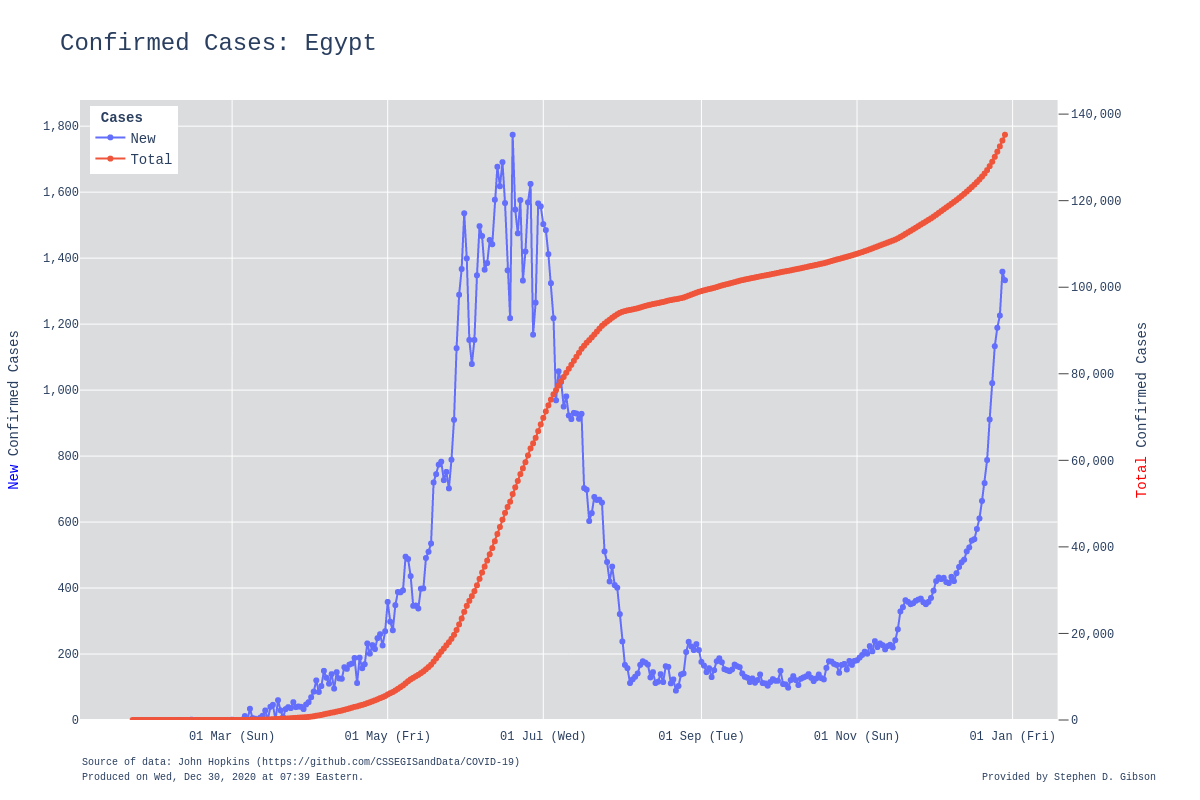 Confirmed Cases: Egypt
Cases
New
Total
1,800
1,600
1,400
1,200
1,000
800
600
400
200
0
New Confirmed Cases
140,000
120,000
100,000
80,000
60,000
40,000
20,000
0
Total Confirmed Cases
01 Mar (Sun) 01 May (Fri) 01 Jul (Wed) 01 Sep (Tue) 01 Nov (Sun) 01 Jan (Fri)
Source of data: John Hopkins (https://github.com/CSSEGISandData/COVID-19)
Produced on Wed, Dec 30, 2020 at 07:39 Eastern.
Provided by Stephen D. Gibson